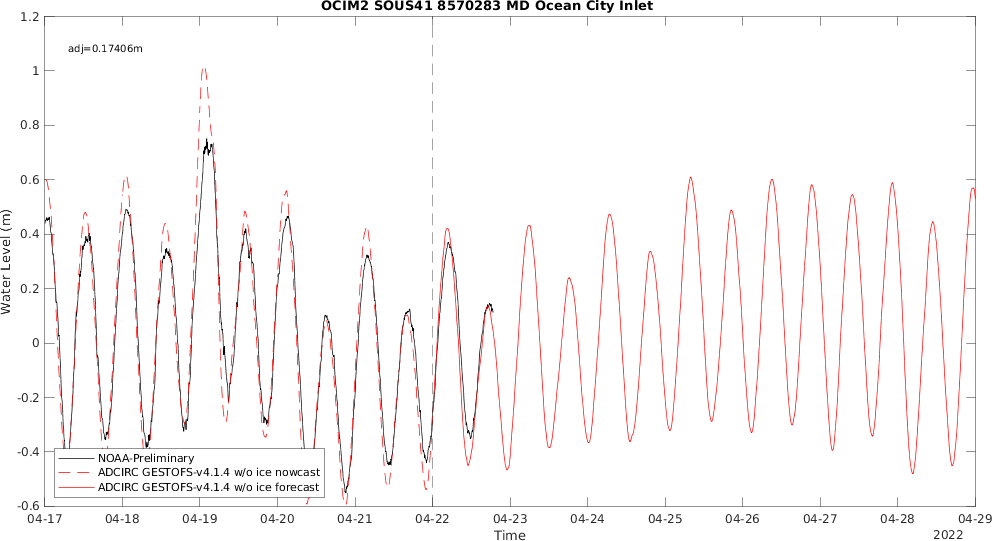 OCIM2 SOUS41 8570283 MD Ocean City Inlet
adj=0.17406m
Water Level (m)
1.2
1
0.8
0.6
0.4
0.2
0
-0.2
-0.4
-0.6
NOAA-Preliminary
ADCIRC GESTOFS-v4.1.4 w/o ice nowcast
ADCIRC GESTOFS-v4.1.4 w/o ice forecast
04-17 04-18 04-19 04-20 04-21 04-22 04-23 04-24 04-25 04-26 04-27 04-28 04-29
Time
2022